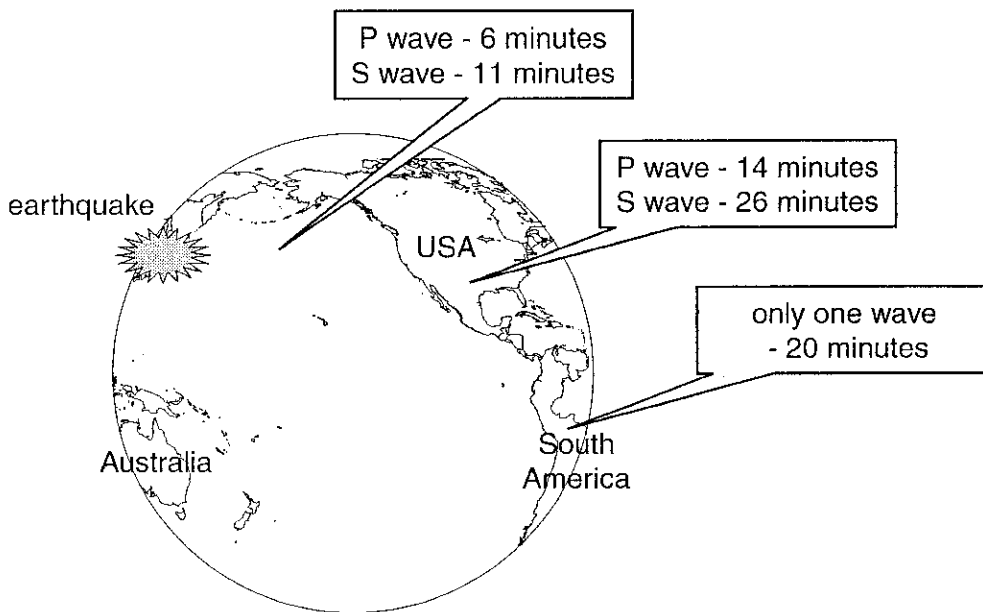 P wave - 6 minutes
S wave - 11 minutes
P wave - 14 minutes
S wave - 26 minutes
earthquake
USA
only one wave
- 20 minutes
Australia
South
America